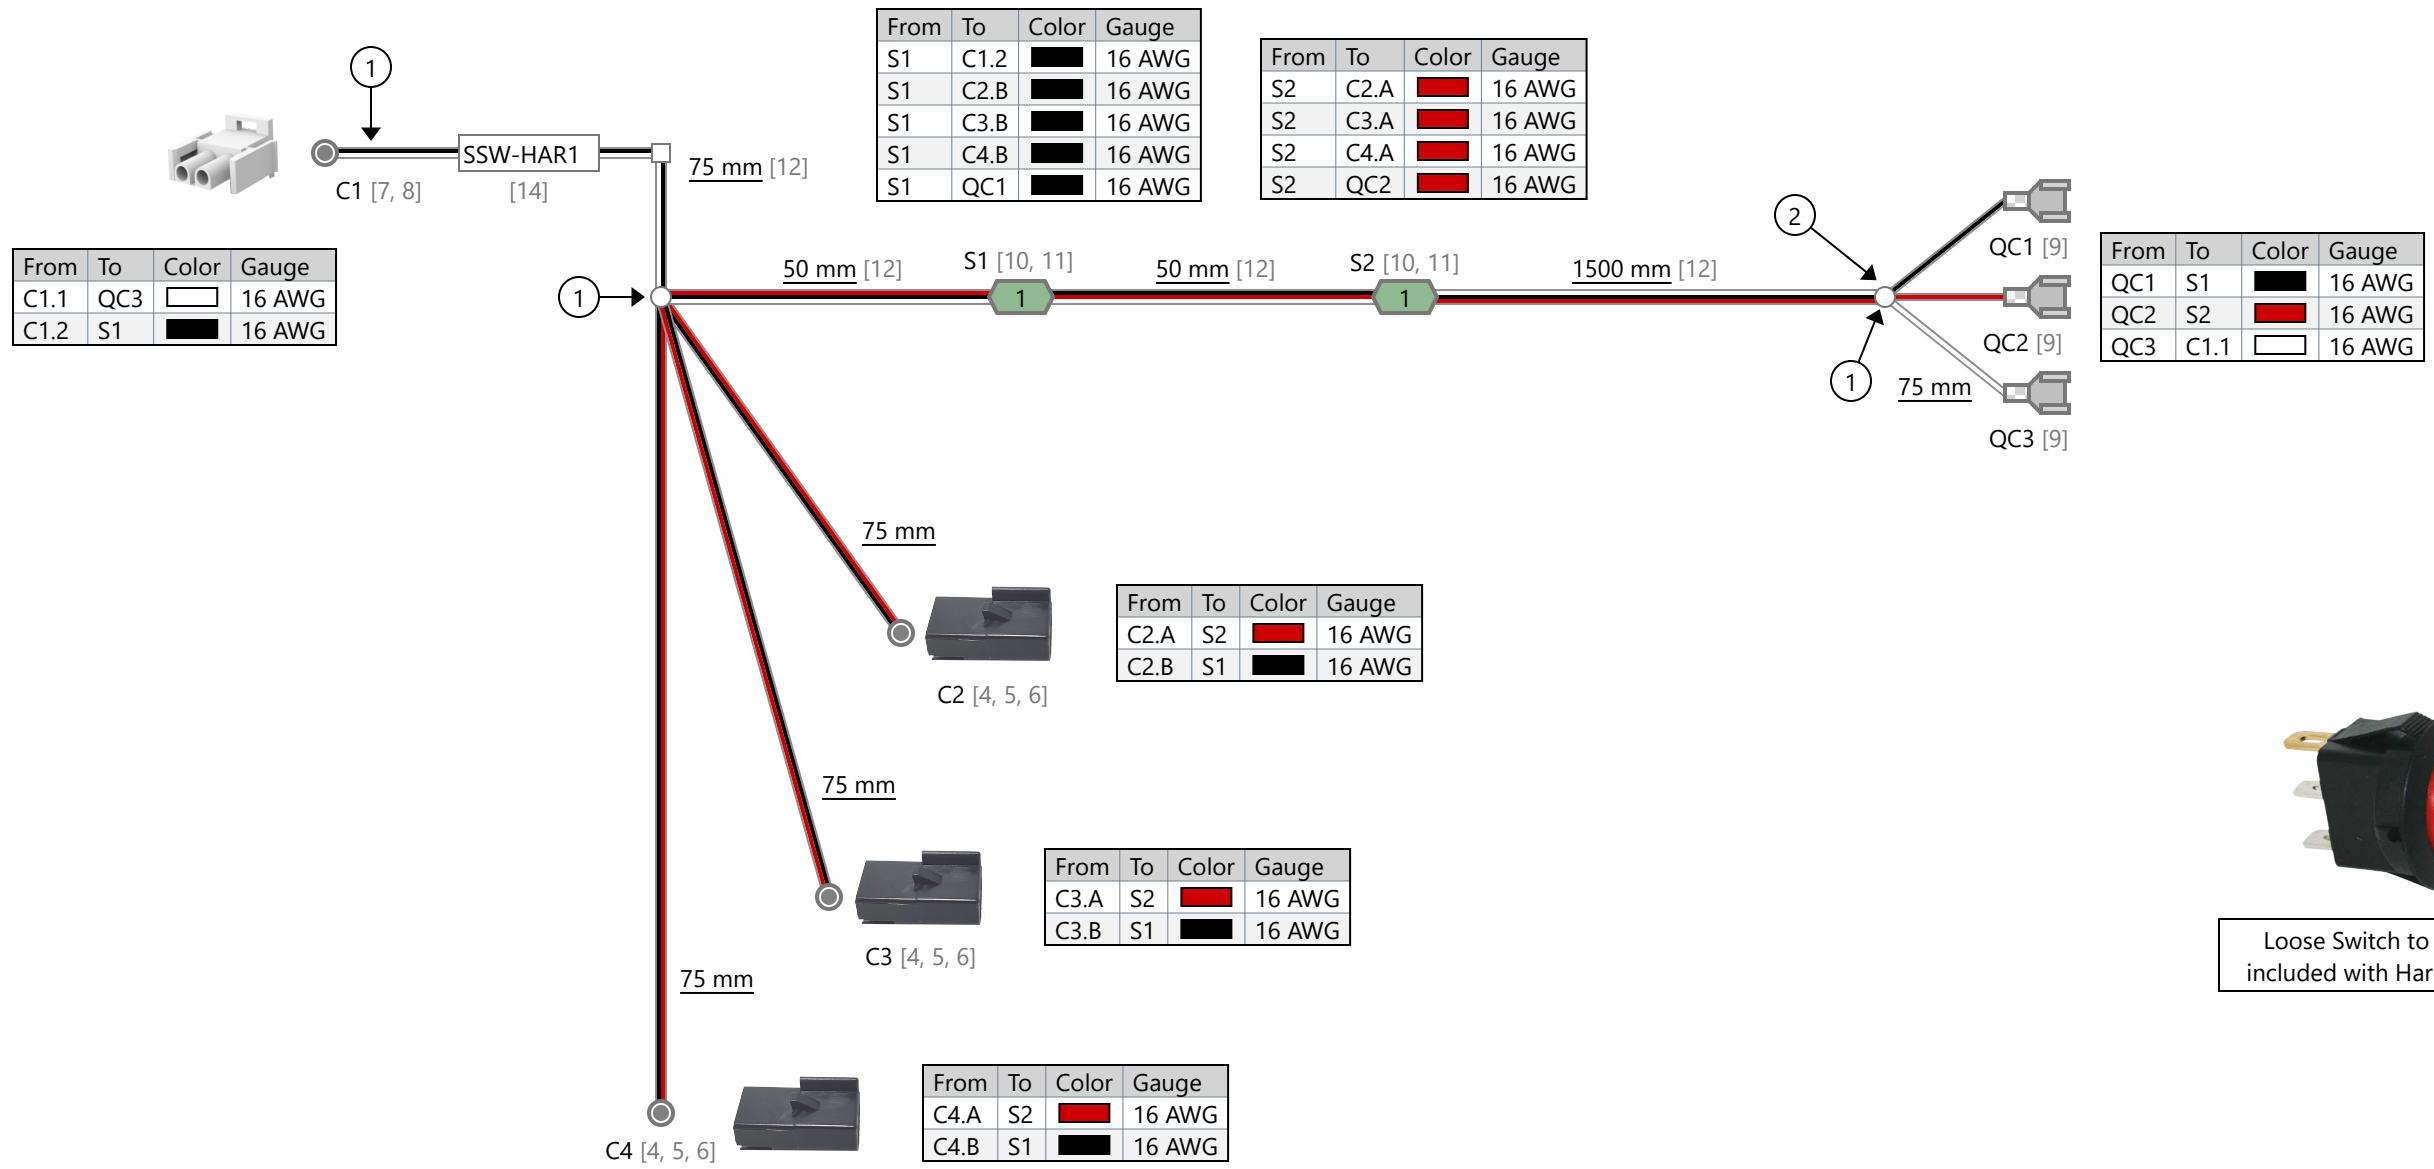 From To Color Gauge
S1 C1.2 16 AWG
S1 C2.B 16 AWG
S1 C3.B 16 AWG
S1 C4.B 16 AWG
S1 QC1 16 AWG
From To Color Gauge
S2 C2.A 16 AWG
S2 C3.A 16 AWG
S2 C4.A 16 AWG
S2 QC2 16 AWG
1
SSW-HAR1
C1 [7, 8]
[14]
75 mm [12]
From To Color Gauge
C1.1 QC3 16 AWG
C1.2 S1 16 AWG
1
50 mm [12]
S1 [10, 11]
1
50 mm [12]
S2 [10, 11]
1
1500 mm [12]
2
1
75 mm
QC1 [9]
QC2 [9]
QC3 [9]
From To Color Gauge
QC1 S1 16 AWG
QC2 S2 16 AWG
QC3 C1.1 16 AWG
75 mm
C2 [4, 5, 6]
From To Color Gauge
C2.A S2 16 AWG
C2.B S1 16 AWG
75 mm
C3 [4, 5, 6]
From To Color Gauge
C3.A S2 16 AWG
C3.B S1 16 AWG
75 mm
C4 [4, 5, 6]
From To Color Gauge
C4.A S2 16 AWG
C4.B S1 16 AWG
Loose Switch to
included with Har